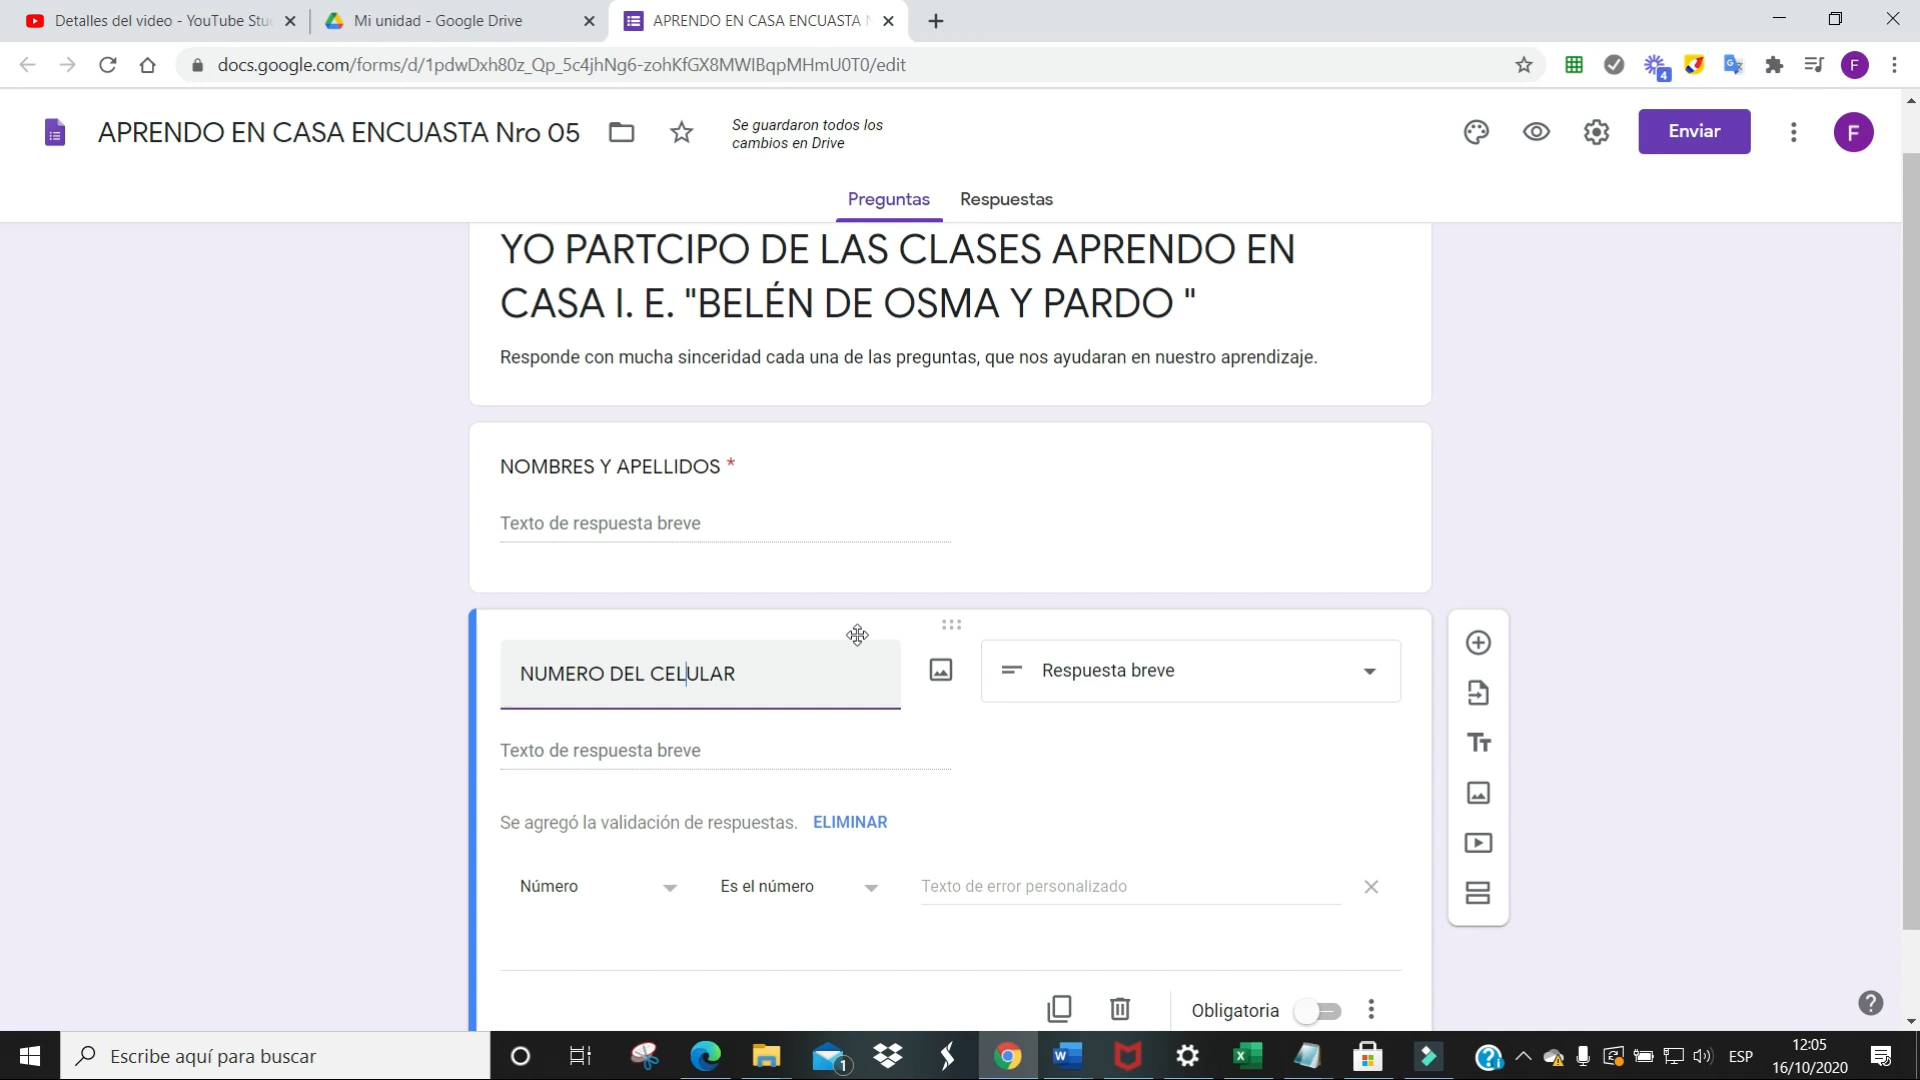 Detalles del video - YouTube Stu
Mi unidad - Google Drive
APRENDO EN CASA ENCUASTA N
docs.google.com/forms/d/1pdwDxh80z_Qp_5c4jhNg6-zohKfGX8MWIBqpMHmU0T0/edit
4
F
APRENDO EN CASA ENCUASTA Nro 05
Se guardaron todos los
cambios en Drive
Enviar
F
Preguntas
Respuestas
YO PARTCIPO DE LAS CLASES APRENDO EN
CASA I. E. "BELÉN DE OSMA Y PARDO "
Responde con mucha sinceridad cada una de las preguntas, que nos ayudaran en nuestro aprendizaje.
NOMBRES Y APELLIDOS *
Texto de respuesta breve
NUMERO DEL CELULAR
Respuesta breve
Texto de respuesta breve
Se agregó la validación de respuestas. ELIMINAR
Número
Es el número
Texto de error personalizado
Obligatoria
Escribe aquí para buscar
1
ESP
12:05
16/10/2020